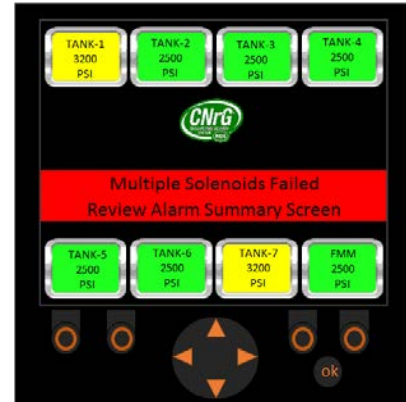 TANK-1
3200
PSI
TANK-2
2500
PSI
TANK-3
2500
PSI
TANK-4
2500
PSI
CNrG
Multiple Solenoids Failed
Review Alarm Summary Screen
TANK-5
2500
PSI
TANK-6
2500
PSI
TANK-7
3200
PSI
FMM
2500
PSI
ok